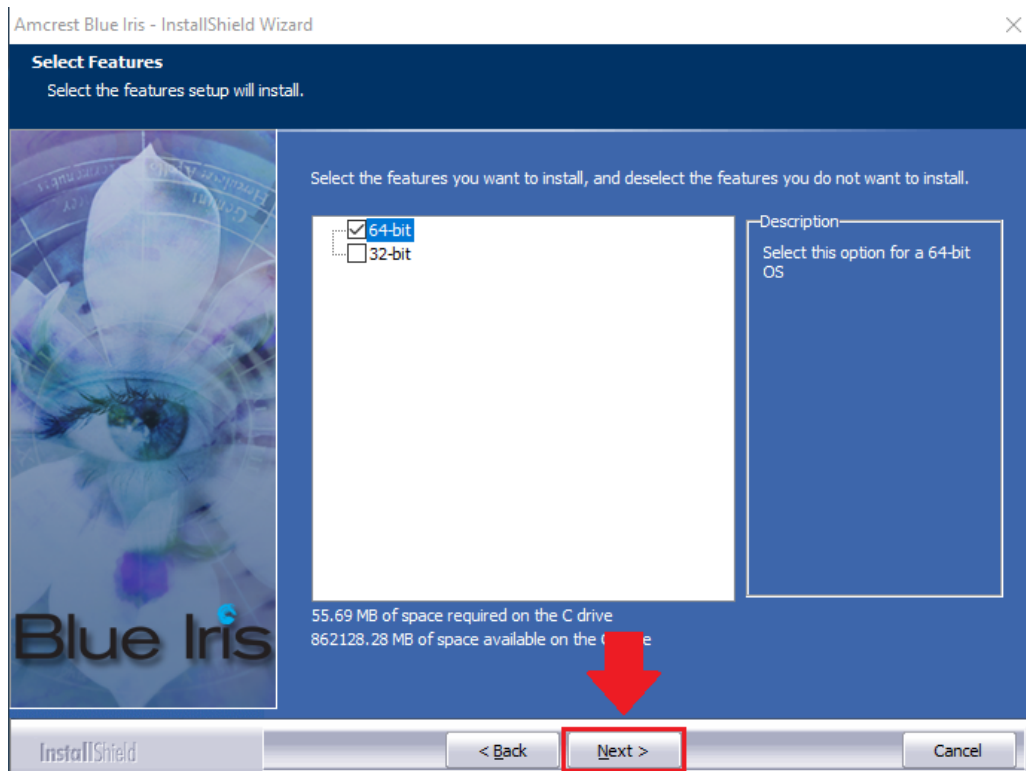 Amcrest Blue Iris - InstallShield Wizard
Select Features
Select the features setup will install.
Select the features you want to install, and deselect the features you do not want to install.
64-bit
32-bit
Description
Select this option for a 64-bit
OS
55.69 MB of space required on the C drive
862128.28 MB of space available on the
Blue Iris
InstallShield
< Back
Next >
Cancel